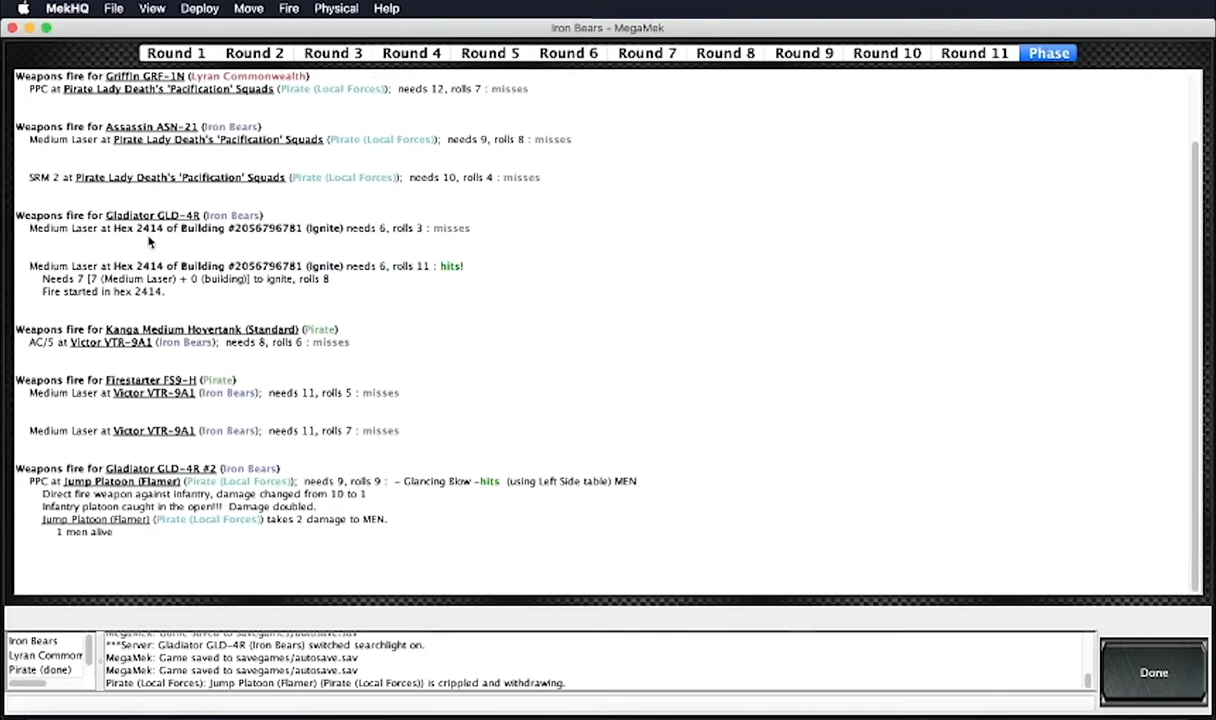 MekHQ File View Deploy Move Fire Physical Help
Iron Bears - MegaMek
Round 1 Round 2 Round 3 Round 4 Round 5 Round 6 Round 7 Round 8 Round 9 Round 10 Round 11 Phase
Weapons fire for Griffin GRF-1N (Lyran Commonwealth)
PPC at Pirate Lady Death's 'Pacification' Squads (Pirate (Local Forces)); needs 12, rolls 7 : misses
Weapons fire for Assassin ASN-21 (Iron Bears)
Medium Laser at Pirate Lady Death's 'Pacification' Squads (Pirate (Local Forces)); needs 9, rolls 8 : misses
SRM 2 at Pirate Lady Death's 'Pacification' Squads (Pirate (Local Forces)); needs 10, rolls 4 : misses
Weapons fire for Gladiator GLD-4R (Iron Bears)
Medium Laser at Hex 2414 of Building #2056796781 (Ignite) needs 6, rolls 3 : misses
Medium Laser at Hex 2414 of Building #2056796781 (Ignite) needs 6, rolls 11 : hits!
Needs 7 [7 (Medium Laser) + 0 (building)] to ignite, rolls 8
Fire started in hex 2414.
Weapons fire for Kanga Medium Hovertank (Standard) (Pirate)
AC/5 at Victor VTR-9A1 (Iron Bears); needs 8, rolls 6 : misses
Weapons fire for Firestarter FS9-H (Pirate)
Medium Laser at Victor VTR-9A1 (Iron Bears); needs 11, rolls 5 : misses
Medium Laser at Victor VTR-9A1 (Iron Bears); needs 11, rolls 7 : misses
Weapons fire for Gladiator GLD-4R #2 (Iron Bears)
PPC at Jump Platoon (Flamer) (Pirate (Local Forces)); needs 9, rolls 9 : - Glancing Blow -hits (using Left Side table) MEN
Direct fire weapon against infantry, damage changed from 10 to 1
Infantry platoon caught in the open!!! Damage doubled.
Jump Platoon (Flamer) (Pirate (Local Forces)) takes 2 damage to MEN.
1 men alive
Iron Bears
Lyran Common
Pirate (done)
MegaMek: Game saved to savegames/autosave.sav
***Server: Gladiator GLD-4R (Iron Bears) switched searchlight on.
MegaMek: Game saved to savegames/autosave.sav
MegaMek: Game saved to savegames/autosave.sav
Pirate (Local Forces): Jump Platoon (Flamer) (Pirate (Local Forces)) is crippled and withdrawing.
Done